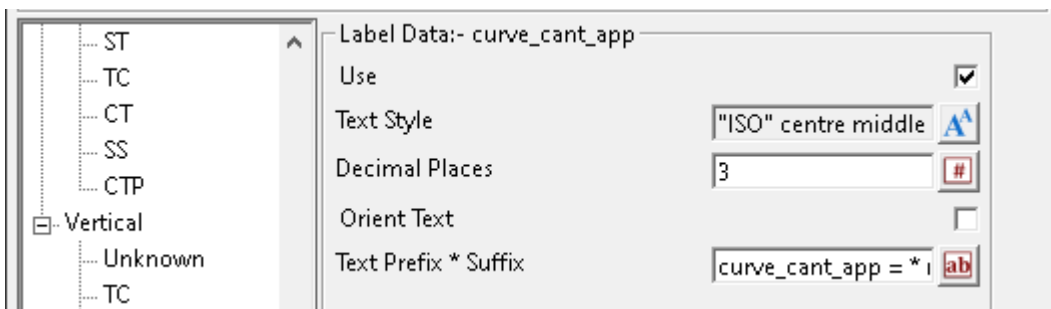 ST
TC
CT
SS
CTP
Vertical
Unknown
TC
Label Data:- curve_cant_app
Use
Text Style "ISO" centre middle
Decimal Places 3 #
Orient Text
Text Prefix * Suffix curve_cant_app = * ab